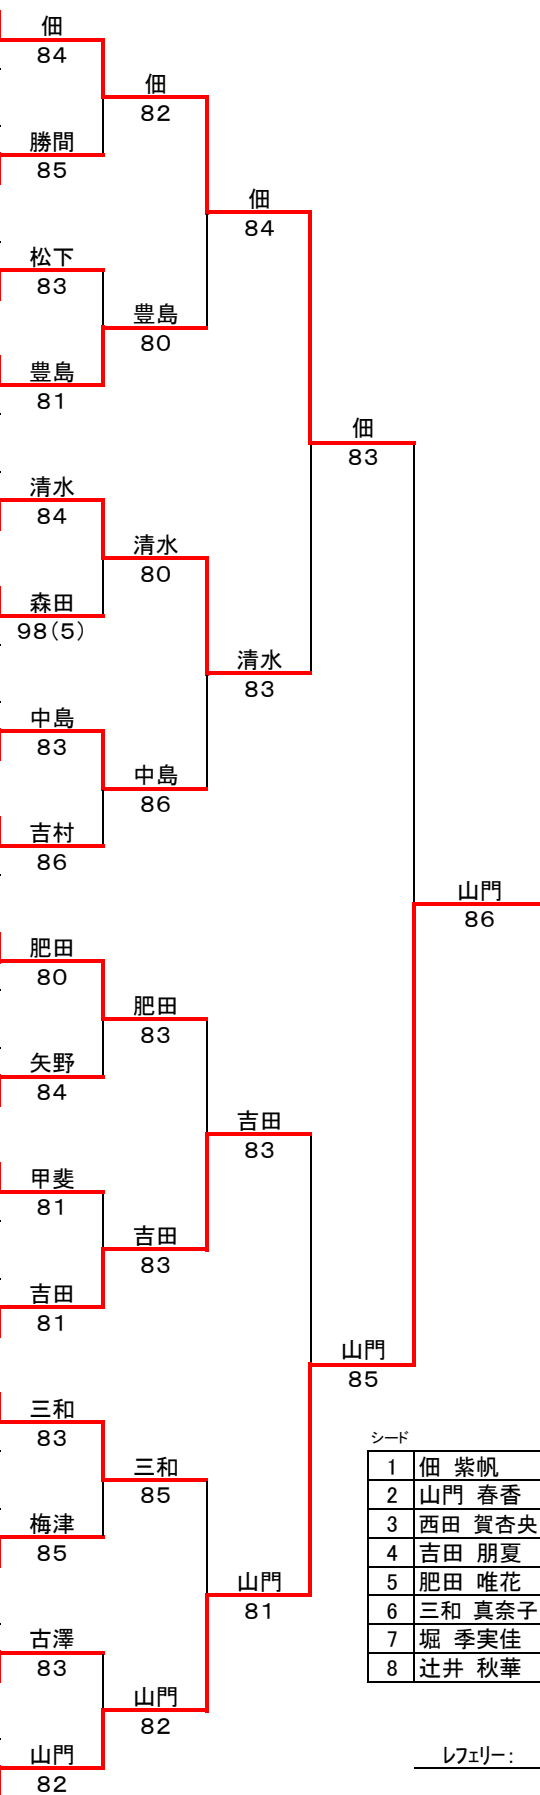 佃
84
佃
82
勝間
85
佃
84
松下
83
豊島
80
豊島
81
佃
83
清水
84
清水
80
森田
98(5)
清水
83
中島
83
中島
86
吉村
86
山門
86
肥田
80
肥田
83
矢野
84
吉田
83
甲斐
81
吉田
83
吉田
81
山門
85
三和
83
三和
85
梅津
85
山門
81
古澤
83
山門
82
山門
82
シード
1 佃 紫帆
2 山門 春香
3 西田 賀杏央
4 吉田 朋夏
5 肥田 唯花
6 三和 真奈子
7 堀 季実佳
8 辻井 秋華
レフェリー: